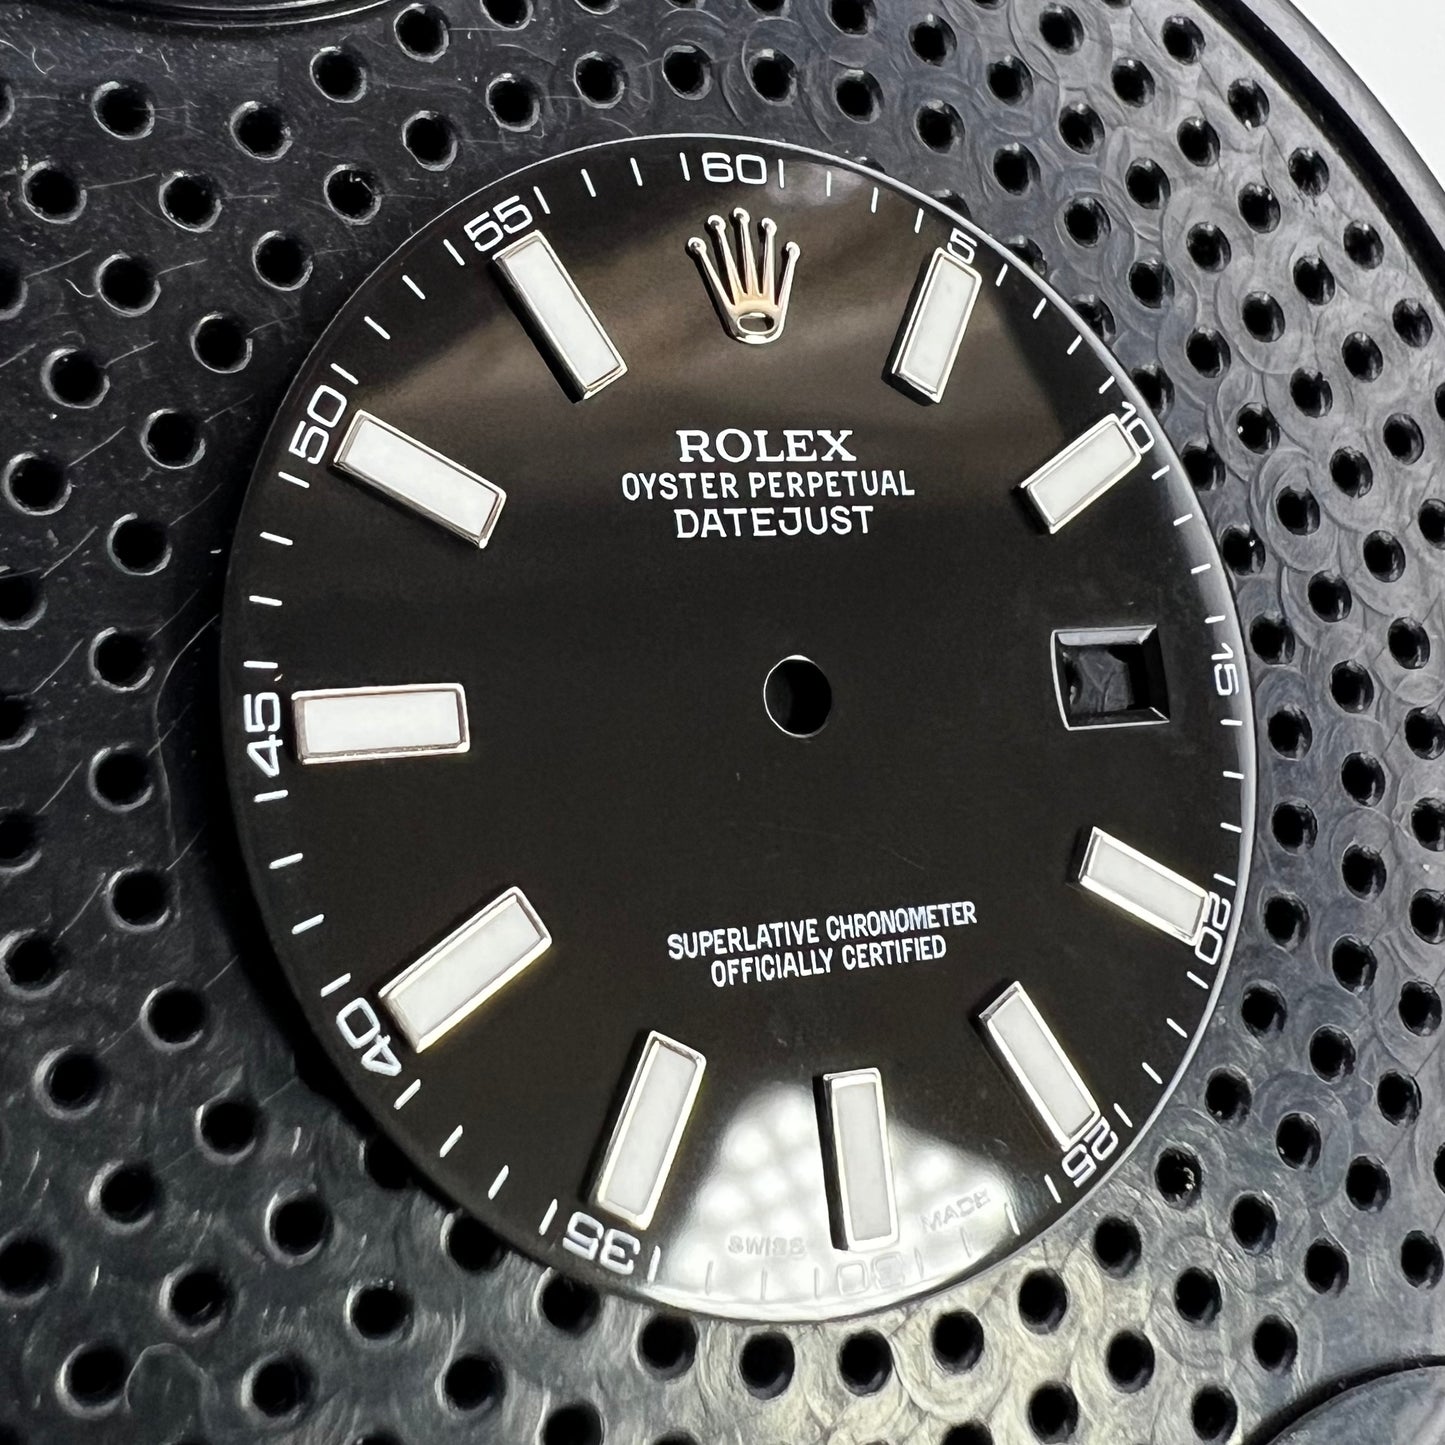 60
5
10
15
20
25
30
35
40
45
50
55
ROLEX
OYSTER PERPETUAL
DATEJUST
SUPERLATIVE CHRONOMETER
OFFICIALLY CERTIFIED
SWISS MADE